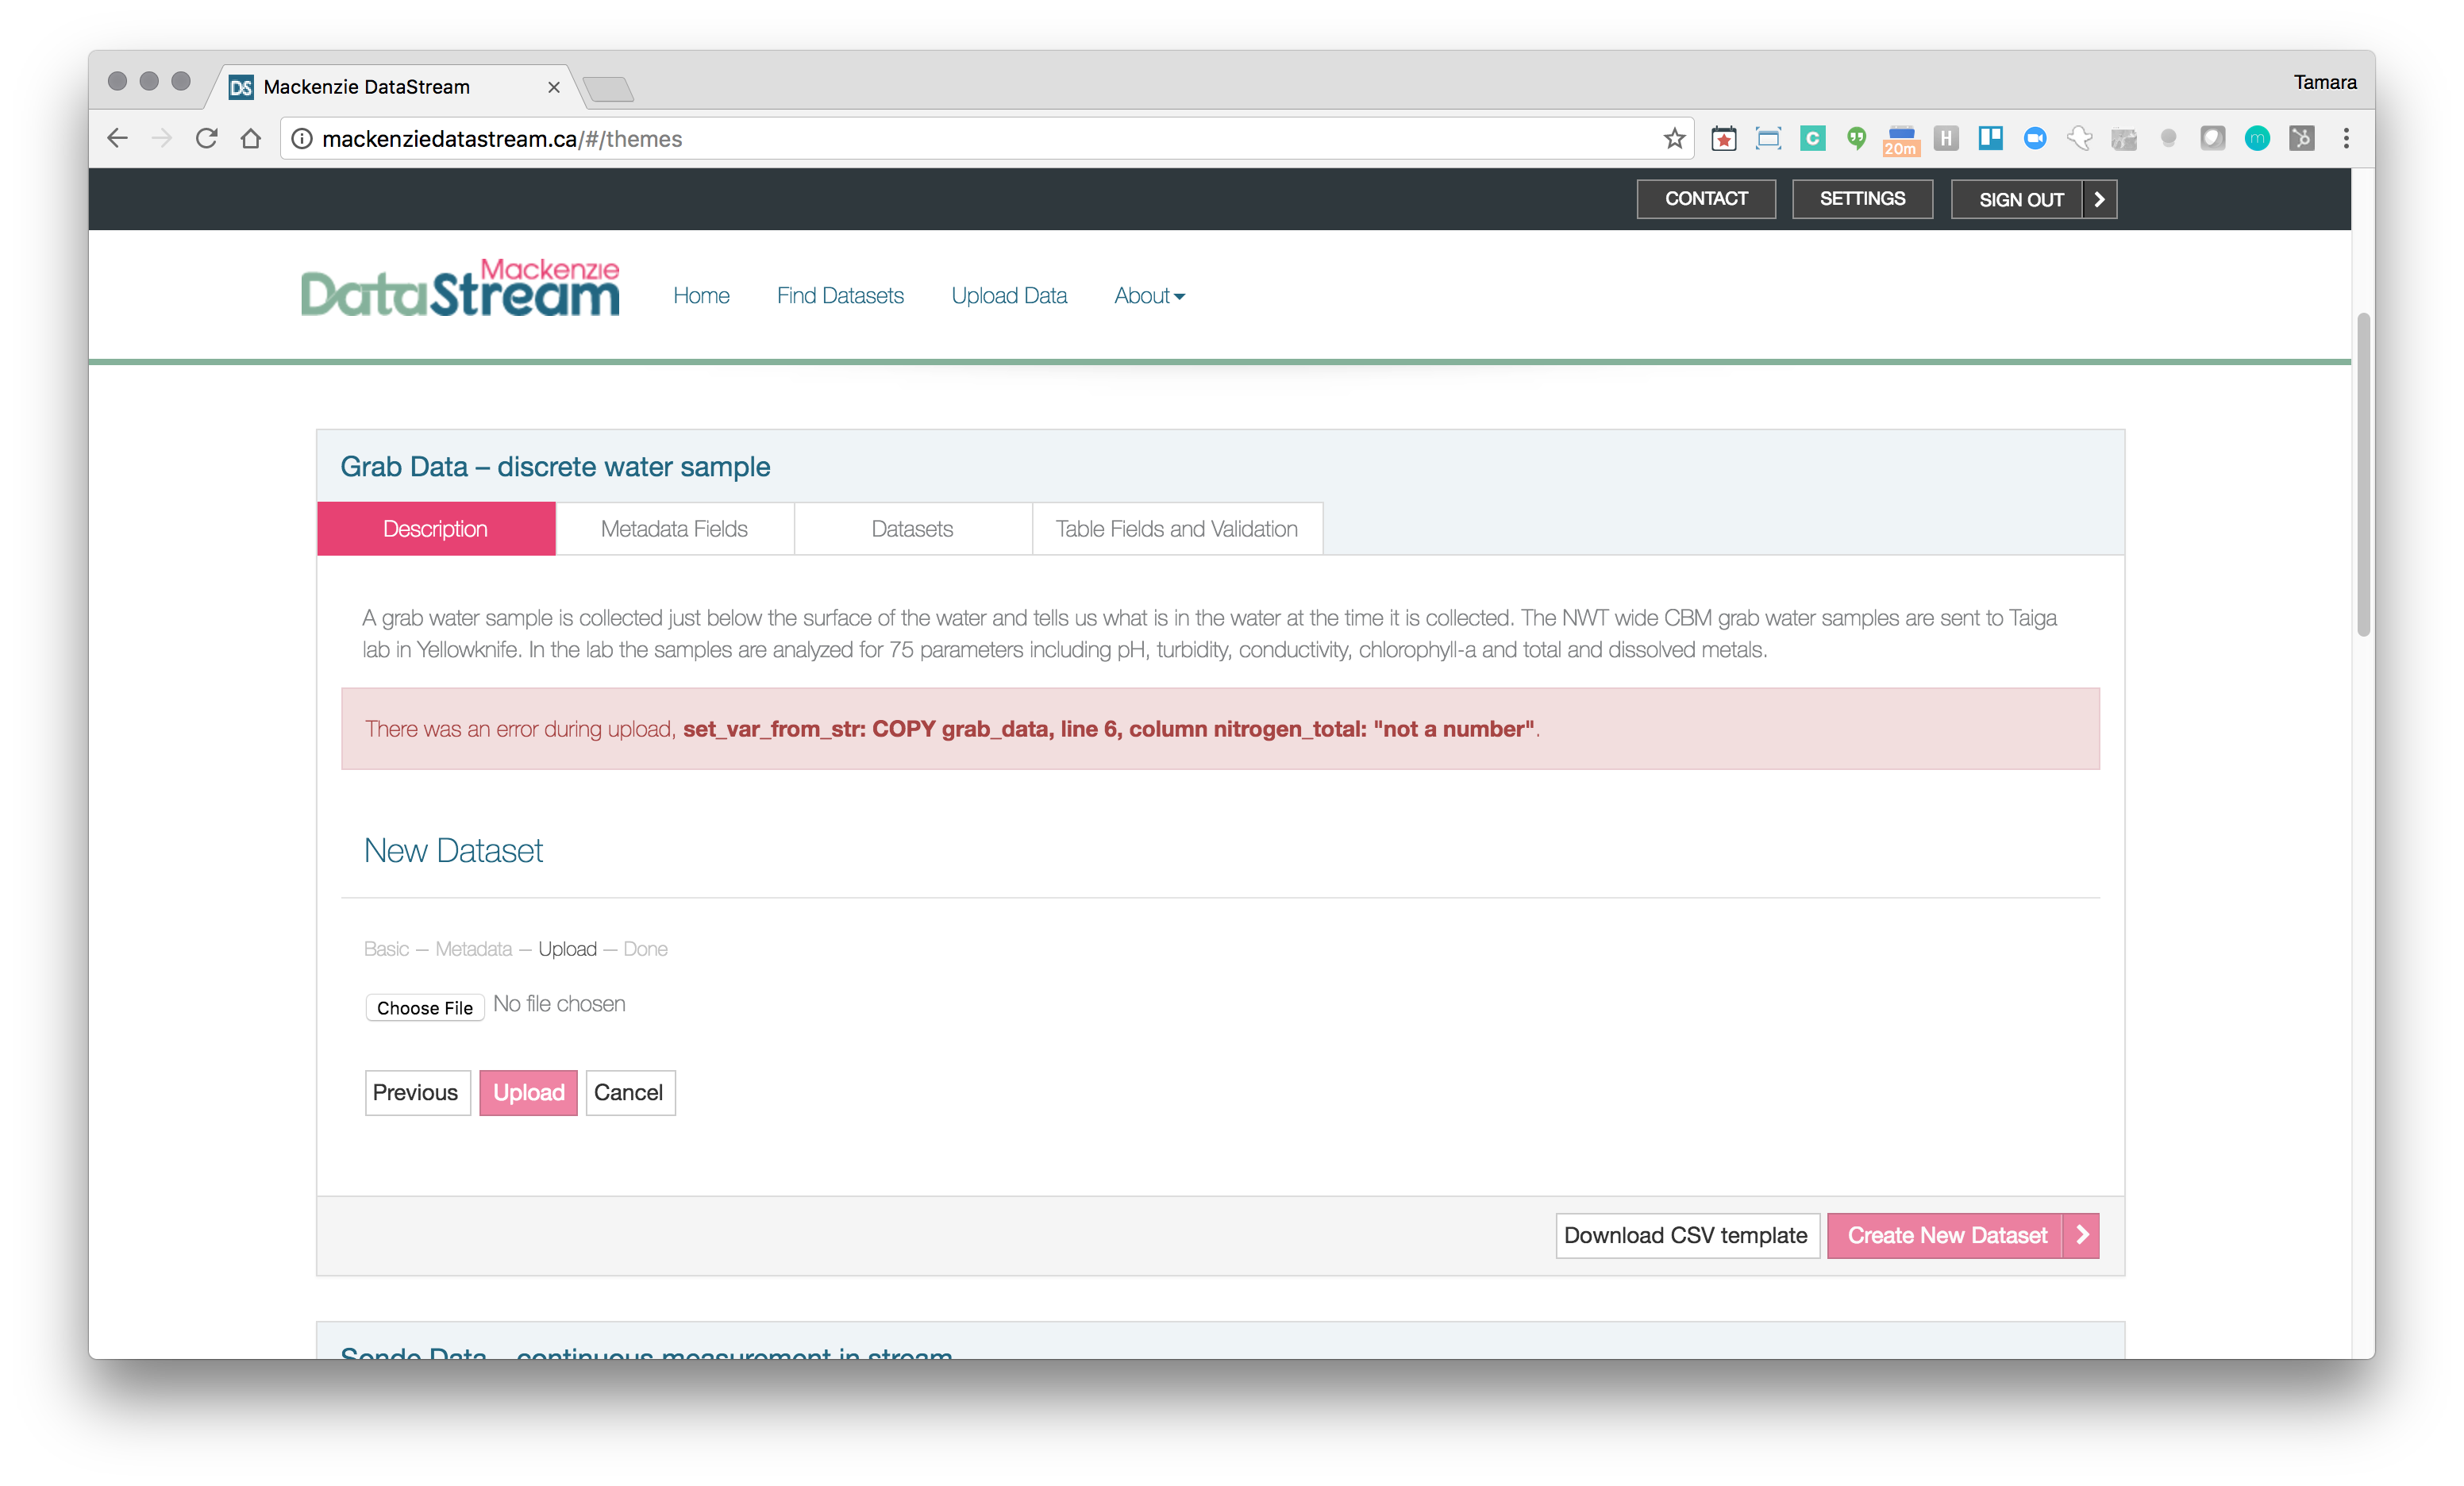 Mackenzie DataStream
Tamara
mackenziedatastream.ca/#/themes
20m
CONTACT
SETTINGS
SIGN OUT
Mackenzie
DataStream
Home
Find Datasets
Upload Data
About
Grab Data – discrete water sample
Description
Metadata Fields
Datasets
Table Fields and Validation
A grab water sample is collected just below the surface of the water and tells us what is in the water at the time it is collected. The NWT wide CBM grab water samples are sent to Taiga
lab in Yellowknife. In the lab the samples are analyzed for 75 parameters including pH, turbidity, conductivity, chlorophyll-a and total and dissolved metals.
There was an error during upload, set_var_from_str: COPY grab_data, line 6, column nitrogen_total: "not a number".
New Dataset
Basic — Metadata — Upload — Done
Choose File No file chosen
Previous
Upload
Cancel
Download CSV template
Create New Dataset
Sonde Data – continuous measurement in stream